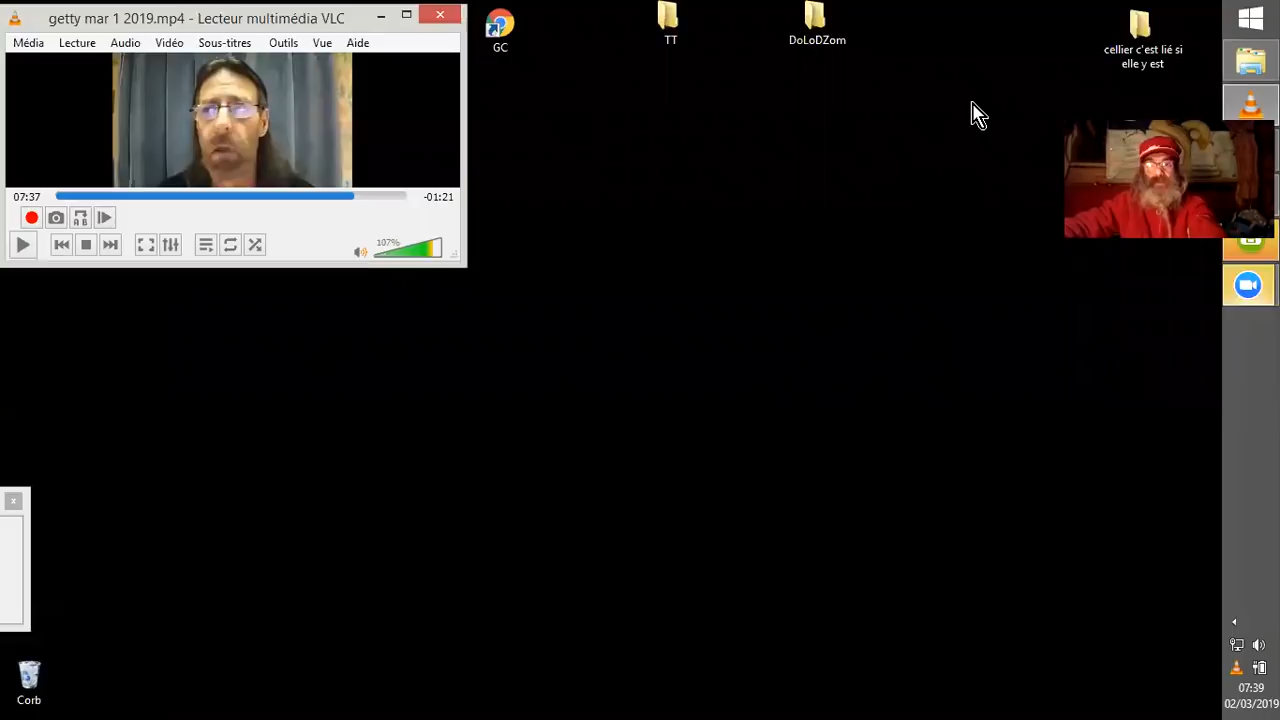 getty mar 1 2019.mp4 - Lecteur multimédia VLC
Média Lecture Audio Vidéo Sous-titres Outils Vue Aide
07:37
-01:21
107%
GC
TT
DoLoDZom
cellier c'est lié si
elle y est
Corb
07:39
02/03/2019